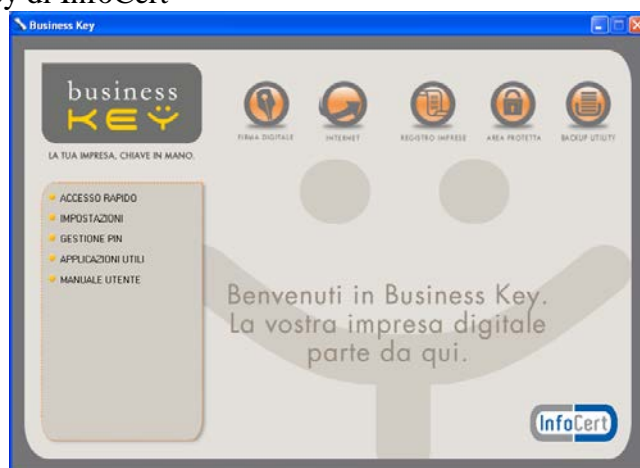 y di InfoCert
Business Key
business
KEY
LA TUA IMPRESA, CHIAVE IN MANO.
FIRMA DIGITALE
INTERNET
REGISTRO IMPRESE
AREA PROTETTA
BACKUP UTILITY
ACCESSO RAPIDO
IMPOSTAZIONI
GESTIONE PIN
APPLICAZIONI UTILI
MANUALE UTENTE
Benvenuti in Business Key.
La vostra impresa digitale
parte da qui.
InfoCert